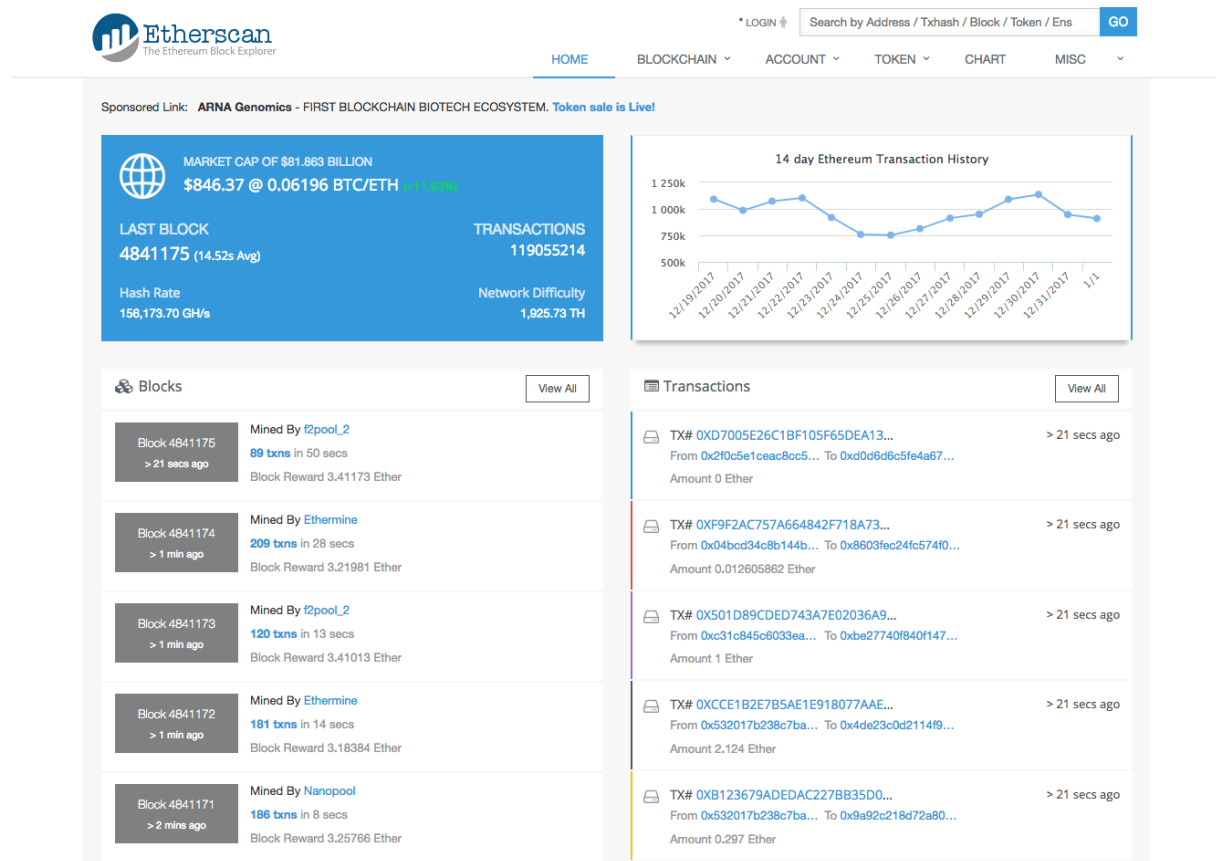 Etherscan
The Ethereum Block Explorer
* LOGIN
Search by Address / Txhash / Block / Token / Ens
GO
HOME
BLOCKCHAIN
ACCOUNT
TOKEN
CHART
MISC
Sponsored Link: ARNA Genomics - FIRST BLOCKCHAIN BIOTECH ECOSYSTEM. Token sale is Live!
MARKET CAP OF $81.863 BILLION
$846.37 @ 0.06196 BTC/ETH (+11.93%)
LAST BLOCK
4841175 (14.52s Avg)
TRANSACTIONS
119055214
Hash Rate
156,173.70 GH/s
Network Difficulty
1,925.73 TH
14 day Ethereum Transaction History
1 250k
1 000k
750k
500k
12/19/2017
12/20/2017
12/21/2017
12/22/2017
12/23/2017
12/24/2017
12/25/2017
12/26/2017
12/27/2017
12/28/2017
12/29/2017
12/30/2017
12/31/2017
1/1
Blocks
View All
Block 4841175
> 21 secs ago
Mined By f2pool_2
89 txns in 50 secs
Block Reward 3.41173 Ether
Block 4841174
> 1 min ago
Mined By Ethermine
209 txns in 28 secs
Block Reward 3.21981 Ether
Block 4841173
> 1 min ago
Mined By f2pool_2
120 txns in 13 secs
Block Reward 3.41013 Ether
Block 4841172
> 1 min ago
Mined By Ethermine
181 txns in 14 secs
Block Reward 3.18384 Ether
Block 4841171
> 2 mins ago
Mined By Nanopool
186 txns in 8 secs
Block Reward 3.25766 Ether
Transactions
View All
TX# 0XD7005E26C1BF105F65DEA13...
> 21 secs ago
From 0x2f0c5e1ceac8cc5... To 0xd0d6d6c5fe4a67...
Amount 0 Ether
TX# 0XF9F2AC757A664842F718A73...
> 21 secs ago
From 0x04bcd34c8b144b... To 0x8603fec24fc574f0...
Amount 0.012605862 Ether
TX# 0X501D89CDED743A7E02036A9...
> 21 secs ago
From 0xc31c845c6033ea... To 0xbe27740f840f147...
Amount 1 Ether
TX# 0XCCE1B2E7B5AE1E918077AAE...
> 21 secs ago
From 0x532017b238c7ba... To 0x4de23c0d2114f9...
Amount 2.124 Ether
TX# 0XB123679ADEDAC227BB35D0...
> 21 secs ago
From 0x532017b238c7ba... To 0x9a92c218d72a80...
Amount 0.297 Ether